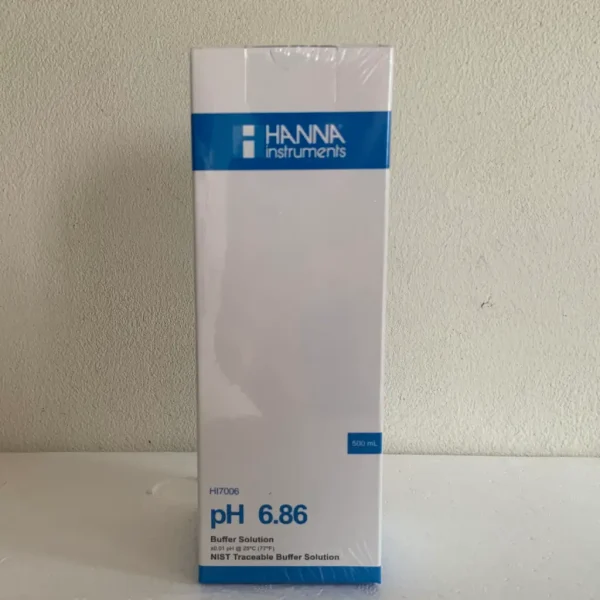 HANNA
instruments
500 mL
HI7006
pH 6.86
Buffer Solution
±0.01 pH @ 25°C (77°F)
NIST Traceable Buffer Solution